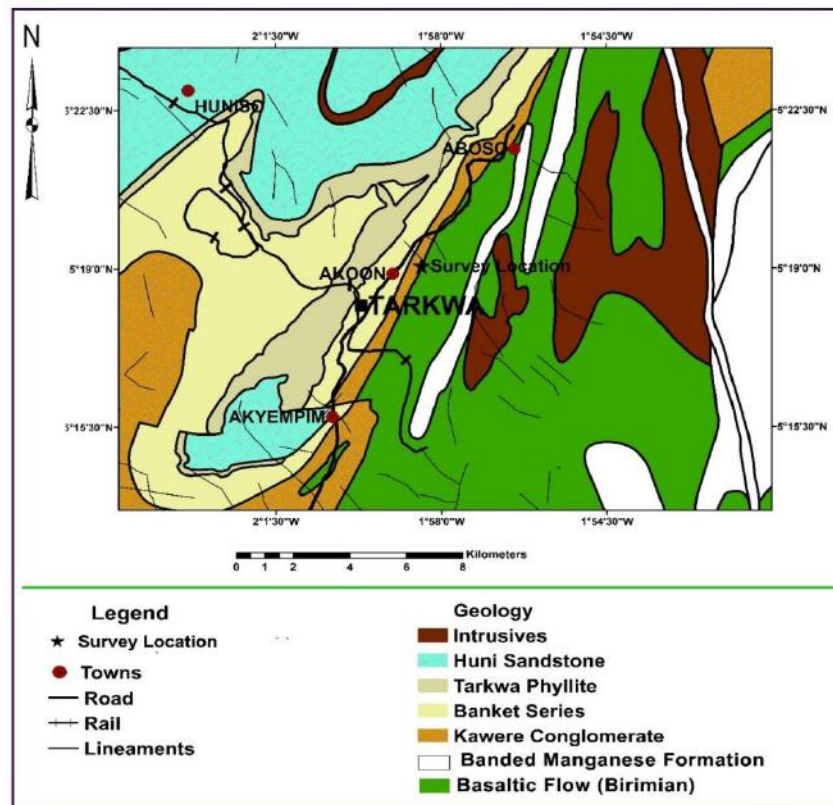 N
2°1'30"W 1°58'0"W 1°54'30"W
5°22'30"N 5°22'30"N
HUNISO
ABOSO
5°19'0"N 5°19'0"N
AKOON Survey Location
TARKWA
AKYEMPIM
5°15'30"N 5°15'30"N
2°1'30"W 1°58'0"W 1°54'30"W
Kilometers
0 1 2 4 6 8
Legend
Survey Location
Towns
Road
Rail
Lineaments
Geology
Intrusives
Huni Sandstone
Tarkwa Phyllite
Banket Series
Kawere Conglomerate
Banded Manganese Formation
Basaltic Flow (Birimian)